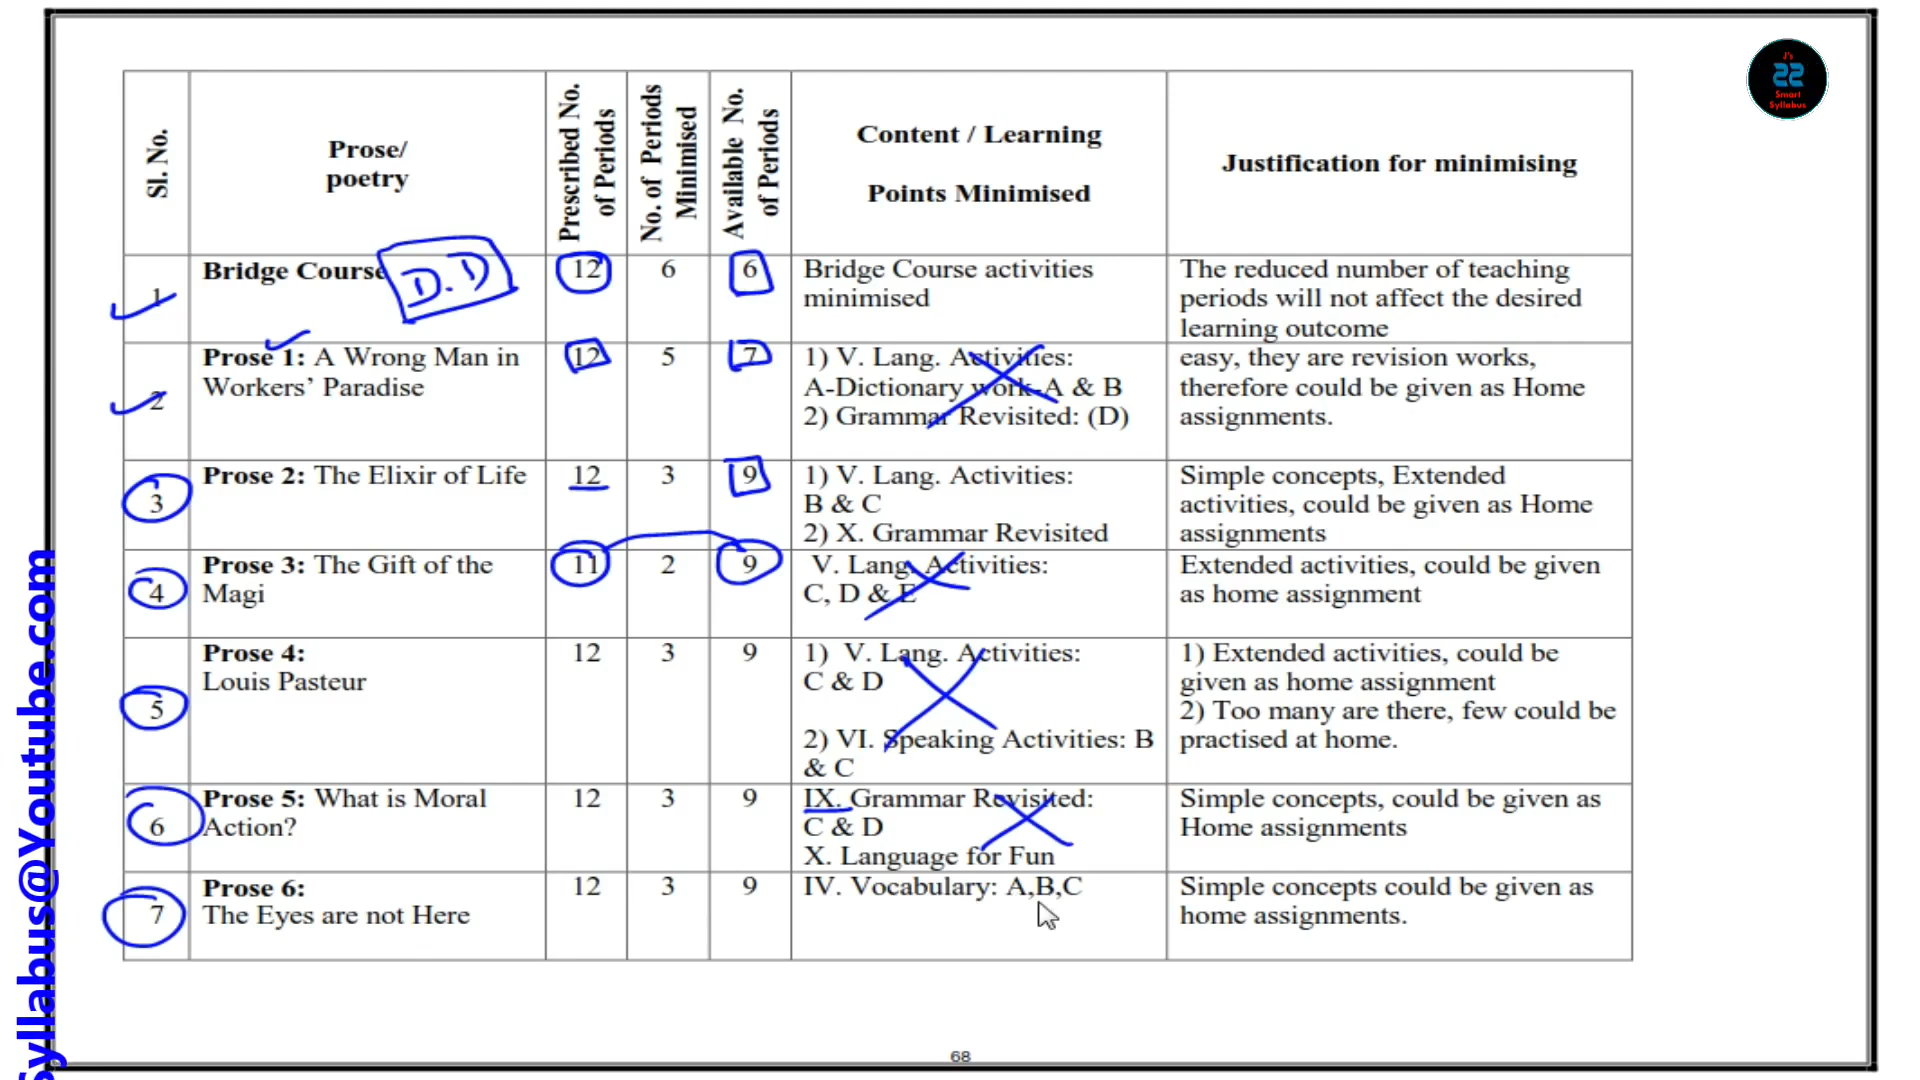 J's
22
Smart
Syllabus
Sl. No.
Prose/
poetry
Prescribed No.
of Periods
No. of Periods
Minimised
Available No.
of Periods
Content / Learning
Points Minimised
Justification for minimising
1
Bridge Course
D.D
12
6
6
Bridge Course activities
minimised
The reduced number of teaching
periods will not affect the desired
learning outcome
2
Prose 1: A Wrong Man in
Workers’ Paradise
12
5
7
1) V. Lang. Activities:
A-Dictionary work-A & B
2) Grammar Revisited: (D)
easy, they are revision works,
therefore could be given as Home
assignments.
3
Prose 2: The Elixir of Life
12
3
9
1) V. Lang. Activities:
B & C
2) X. Grammar Revisited
Simple concepts, Extended
activities, could be given as Home
assignments
4
Prose 3: The Gift of the
Magi
11
2
9
V. Lang. Activities:
C, D & E
Extended activities, could be given
as home assignment
5
Prose 4:
Louis Pasteur
12
3
9
1) V. Lang. Activities:
C & D
2) VI. Speaking Activities: B
& C
1) Extended activities, could be
given as home assignment
2) Too many are there, few could be
practised at home.
6
Prose 5: What is Moral
Action?
12
3
9
IX. Grammar Revisited:
C & D
X. Language for Fun
Simple concepts, could be given as
Home assignments
7
Prose 6:
The Eyes are not Here
12
3
9
IV. Vocabulary: A,B,C
Simple concepts could be given as
home assignments.
68
Syllabus@Youtube.com